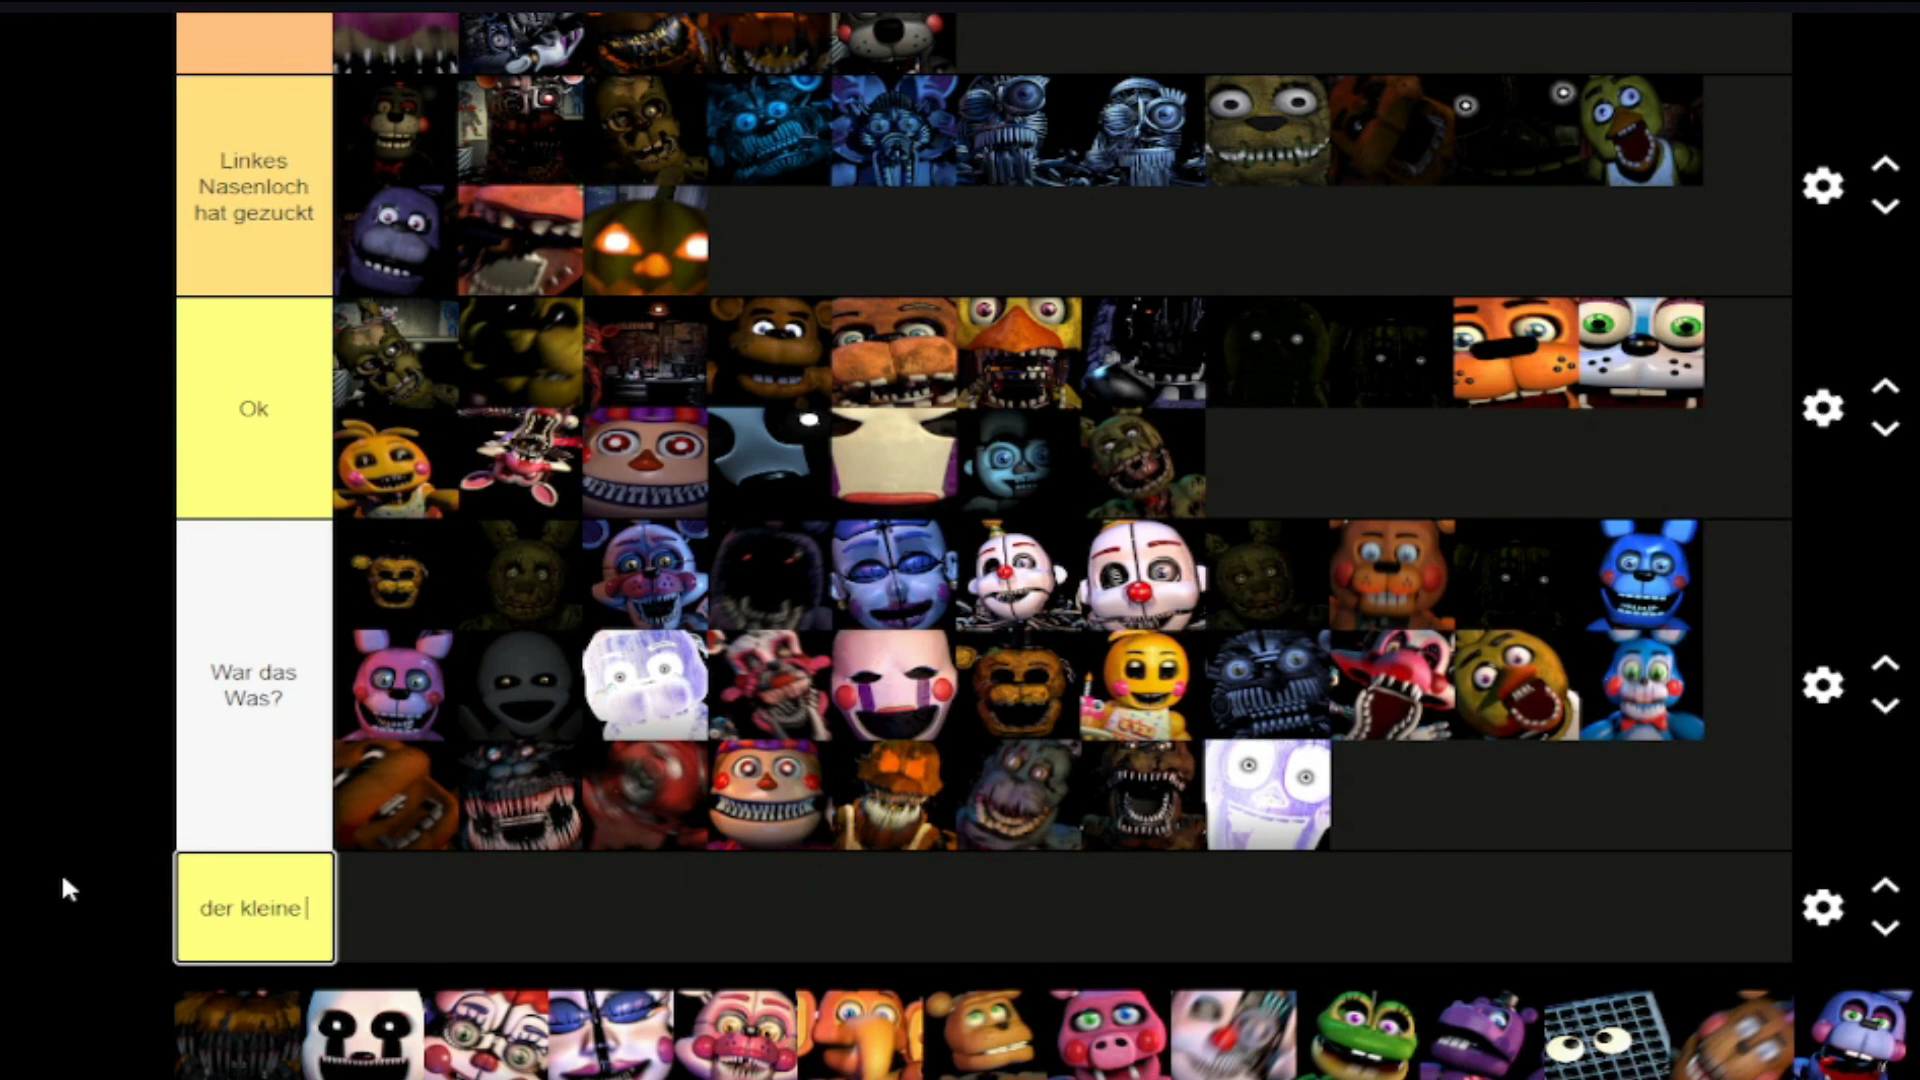 Linkes
Nasenloch
hat gezuckt
Ok
War das
Was?
der kleine